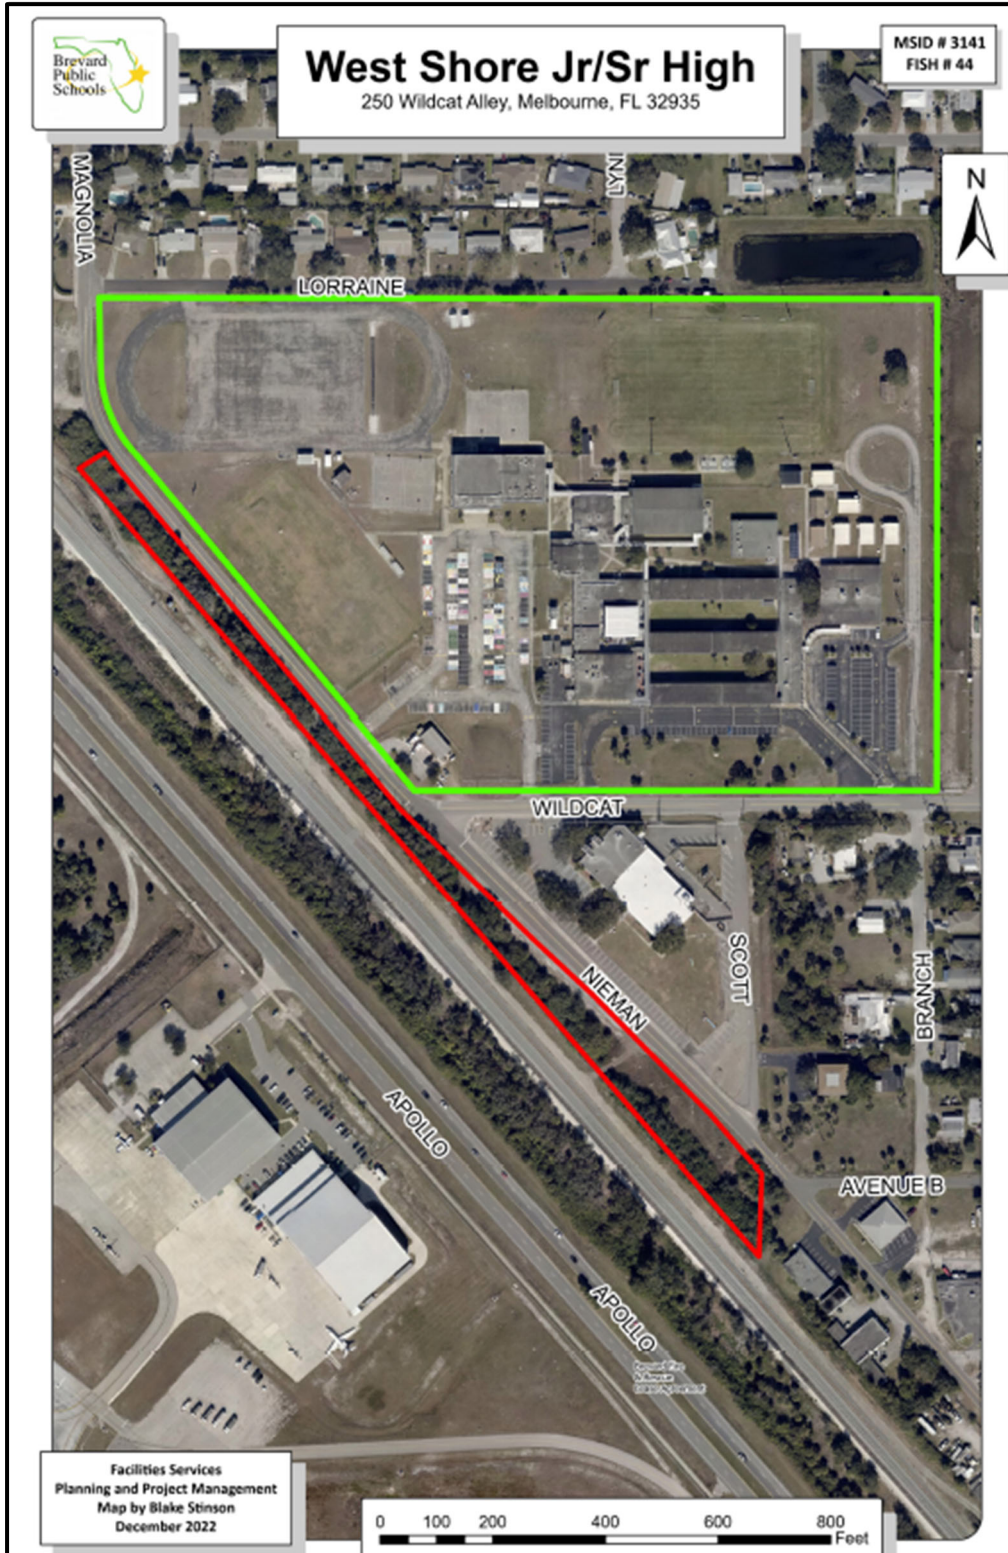 Brevard
Public
Schools
West Shore Jr/Sr High
250 Wildcat Alley, Melbourne, FL 32935
MSID # 3141
FISH # 44
N
MAGNOLIA
LORRAINE
WILDCAT
NIEMAN
SCOTT
BRANCH
APOLLO
AVENUE B
APOLLO
Facilities Services
Planning and Project Management
Map by Blake Stinson
December 2022
0 100 200 400 600 800
Feet